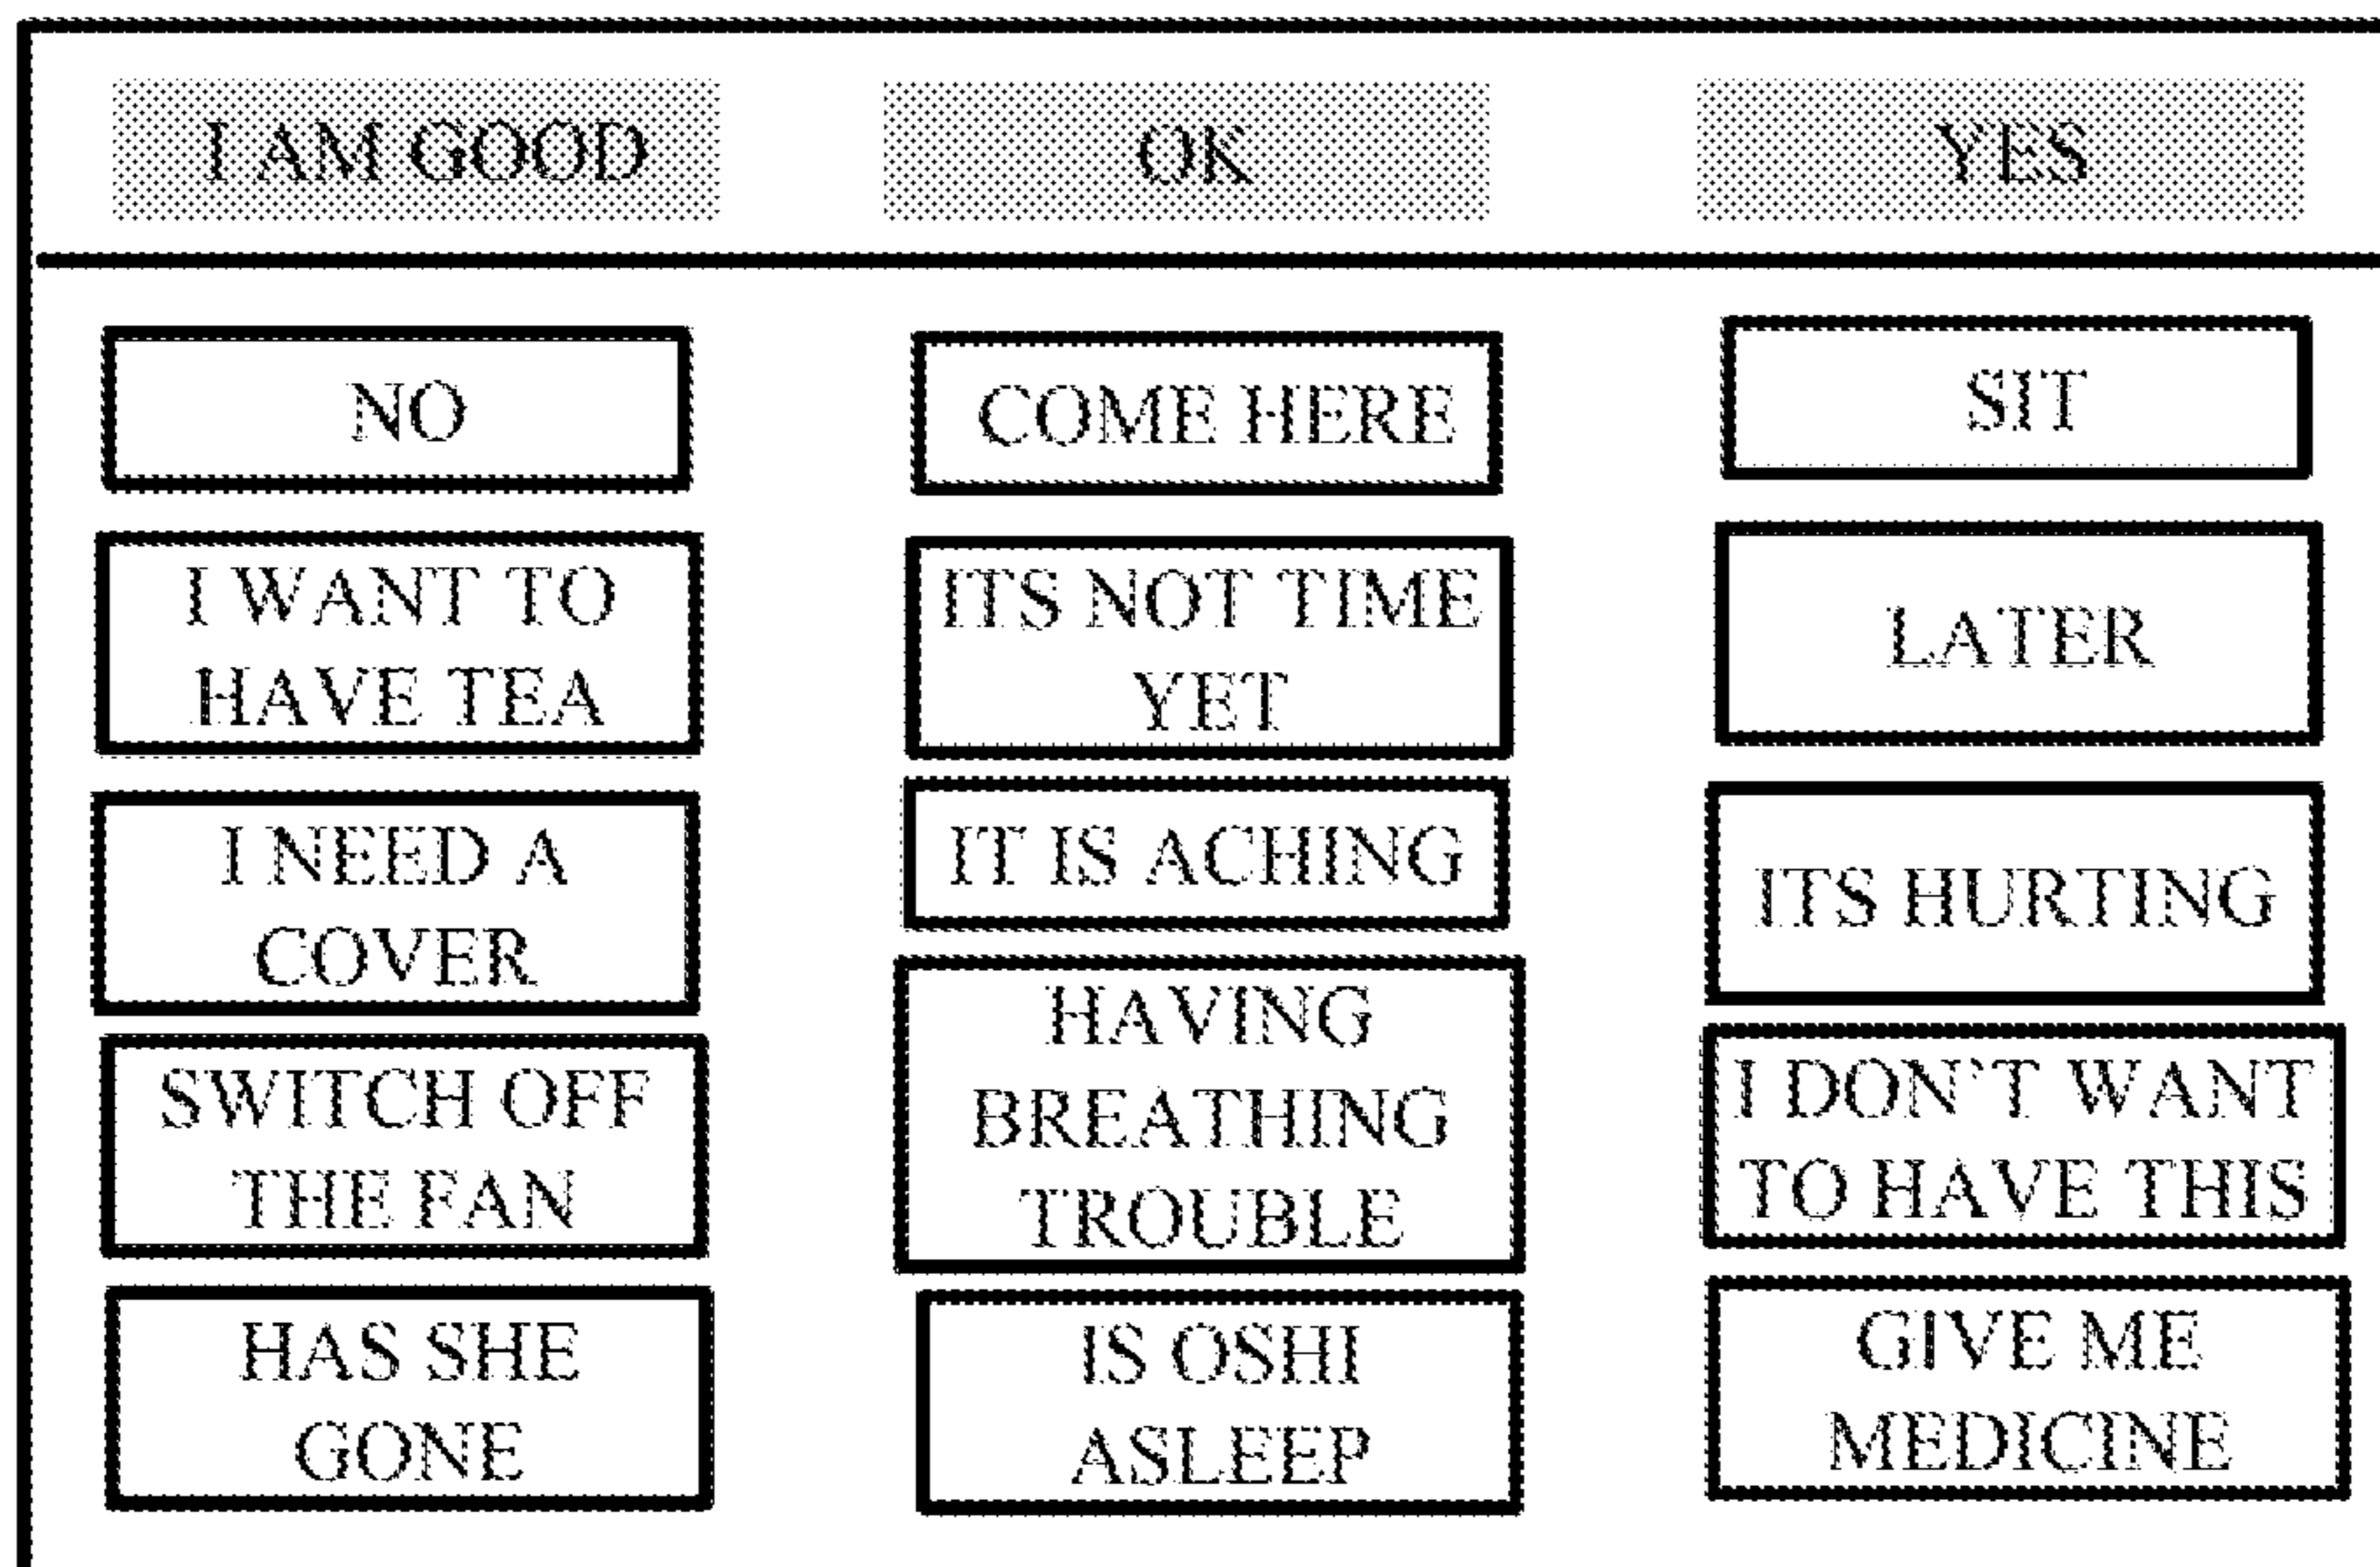 I AM GOOD
OK
YES
NO
COME HERE
SIT
I WANT TO
HAVE TEA
ITS NOT TIME
YET
LATER
I NEED A
COVER
IT IS ACHING
ITS HURTING
SWITCH OFF
THE FAN
HAVING
BREATHING
TROUBLE
I DON'T WANT
TO HAVE THIS
HAS SHE
GONE
IS OSHI
ASLEEP
GIVE ME
MEDICINE